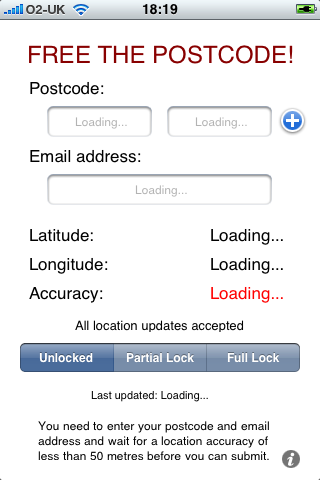 O2-UK 18:19
FREE THE POSTCODE!
Postcode:
Loading... Loading...
Email address:
Loading...
Latitude: Loading...
Longitude: Loading...
Accuracy: Loading...
All location updates accepted
Unlocked Partial Lock Full Lock
Last updated: Loading...
You need to enter your postcode and email
address and wait for a location accuracy of
less than 50 metres before you can submit.